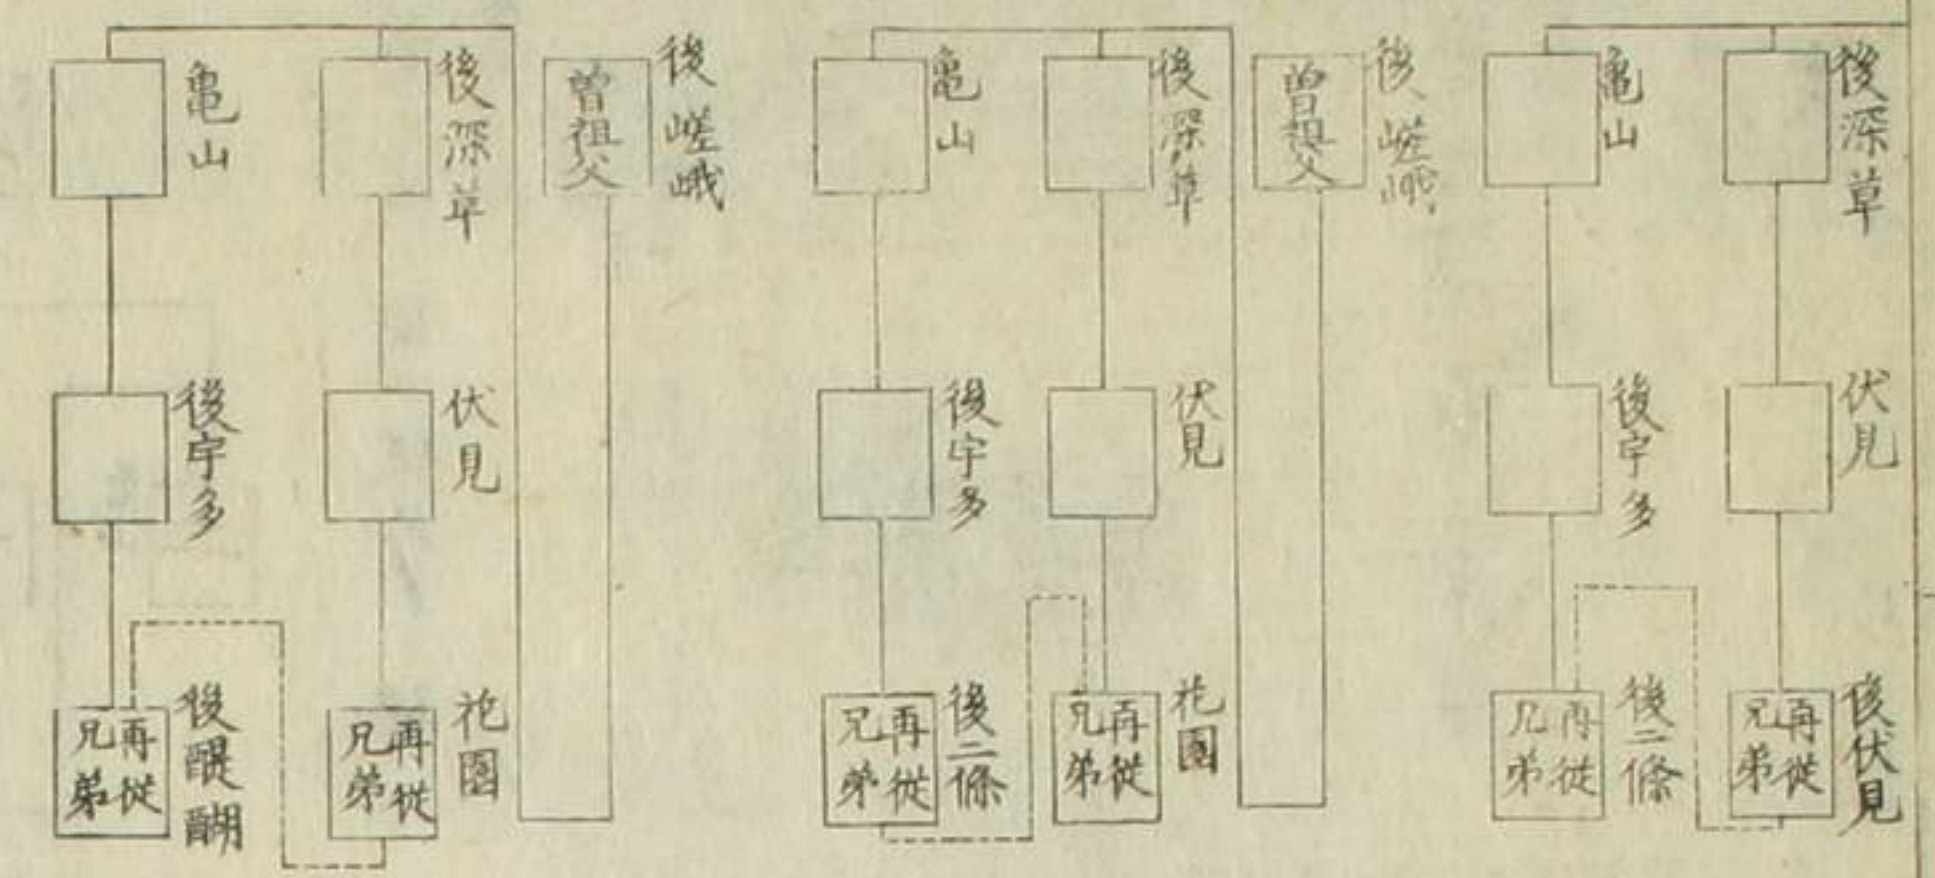 後深草
伏見
後伏見
再従兄弟
亀山
後宇多
後二條
再従兄弟
後嵯峨
曽祖父
後深草
伏見
花園
再従兄弟
亀山
後宇多
後二條
再従兄弟
後嵯峨
曽祖父
後深草
伏見
花園
再従兄弟
亀山
後宇多
後醍醐
再従兄弟